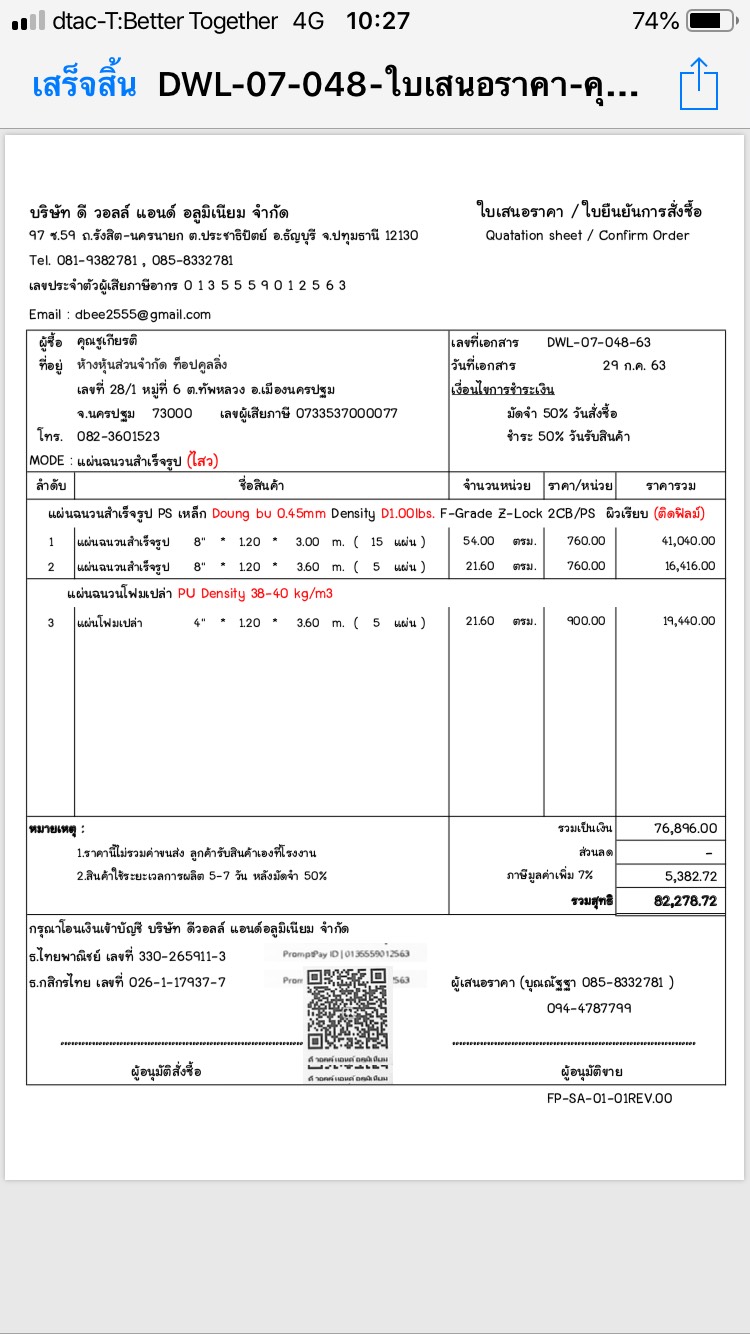 dtac-T:Better Together 4G 10:27 74%
เสร็จสิ้น DWL-07-048-ใบเสนอราคา-คุ...
บริษัท ดี วอลล์ แอนด์ อลูมิเนียม จำกัด
ใบเสนอราคา / ใบยืนยันการสั่งซื้อ
97 ซ.59 ถ.รังสิต-นครนายก ต.ประชาธิปัตย์ อ.ธัญบุรี จ.ปทุมธานี 12130
Quatation sheet / Confirm Order
Tel. 081-9382781 , 085-8332781
เลขประจำตัวผู้เสียภาษีอากร 0 1 3 5 5 5 9 0 1 2 5 6 3
Email : dbee2555@gmail.com
ผู้ซื้อ คุณชูเกียรติ
เลขที่เอกสาร DWL-07-048-63
ที่อยู่ ห้างหุ้นส่วนจำกัด ท็อปคูลลิ่ง
วันที่เอกสาร 29 ก.ค. 63
เลขที่ 28/1 หมู่ที่ 6 ต.ทัพหลวง อ.เมืองนครปฐม
เงื่อนไขการชำระเงิน
จ.นครปฐม 73000 เลขผู้เสียภาษี 0733537000077
มัดจำ 50% วันสั่งซื้อ
โทร. 082-3601523
ชำระ 50% วันรับสินค้า
MODE : แผ่นฉนวนสำเร็จรูป (ไสว)
ลำดับ ชื่อสินค้า จำนวนหน่วย ราคา/หน่วย ราคารวม
แผ่นฉนวนสำเร็จรูป PS เหล็ก Doung bu 0.45mm Density D1.00lbs. F-Grade Z-Lock 2CB/PS ผิวเรียบ (ติดฟิลม์)
1 แผ่นฉนวนสำเร็จรูป 8" * 1.20 * 3.00 m. ( 15 แผ่น ) 54.00 ตรม. 760.00 41,040.00
2 แผ่นฉนวนสำเร็จรูป 8" * 1.20 * 3.60 m. ( 5 แผ่น ) 21.60 ตรม. 760.00 16,416.00
แผ่นฉนวนโฟมเปล่า PU Density 38-40 kg/m3
3 แผ่นโฟมเปล่า 4" * 1.20 * 3.60 m. ( 5 แผ่น ) 21.60 ตรม. 900.00 19,440.00
หมายเหตุ :
รวมเป็นเงิน 76,896.00
1.ราคานี้ไม่รวมค่าขนส่ง ลูกค้ารับสินค้าเองที่โรงงาน
ส่วนลด -
2.สินค้าใช้ระยะเวลการผลิต 5-7 วัน หลังมัดจำ 50%
ภาษีมูลค่าเพิ่ม 7% 5,382.72
รวมสุทธิ 82,278.72
กรุณาโอนเงินเข้าบัญชี บริษัท ดีวอลล์ แอนด์อลูมิเนียม จำกัด
ธ.ไทยพาณิชย์ เลขที่ 330-265911-3
PromptPay ID | 0135559012563
ธ.กสิกรไทย เลขที่ 026-1-17937-7
Prom 2563
ผู้เสนอราคา (บุณณัฐฐา 085-8332781 )
094-4787799
ดี วอลล์ แอนด์ อลูมิเนียม
ดี วอลล์ แอนด์ อลูมิเนียม
ผู้อนุมัติสั่งซื้อ
ผู้อนุมัติขาย
FP-SA-01-01REV.00